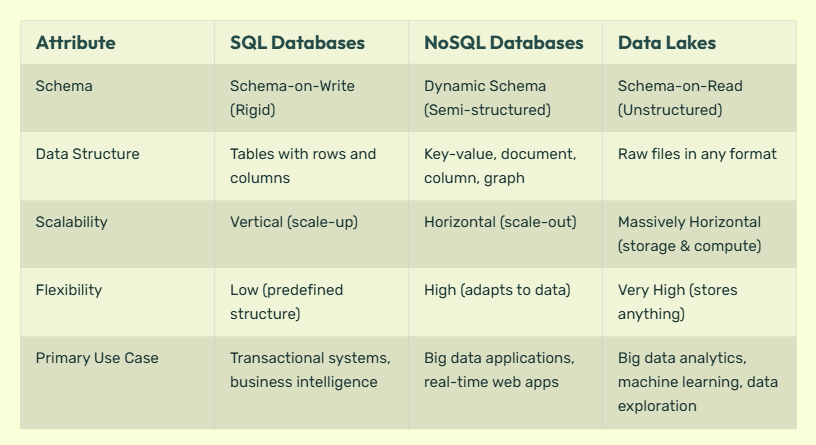 Attribute SQL Databases NoSQL Databases Data Lakes
Schema Schema-on-Write Dynamic Schema Schema-on-Read
(Rigid) (Semi-structured) (Unstructured)
Data Structure Tables with rows and Key-value, document, Raw files in any format
columns column, graph
Scalability Vertical (scale-up) Horizontal (scale-out) Massively Horizontal
(storage & compute)
Flexibility Low (predefined High (adapts to data) Very High (stores
structure) anything)
Primary Use Case Transactional systems, Big data applications, Big data analytics,
business intelligence real-time web apps machine learning, data
exploration